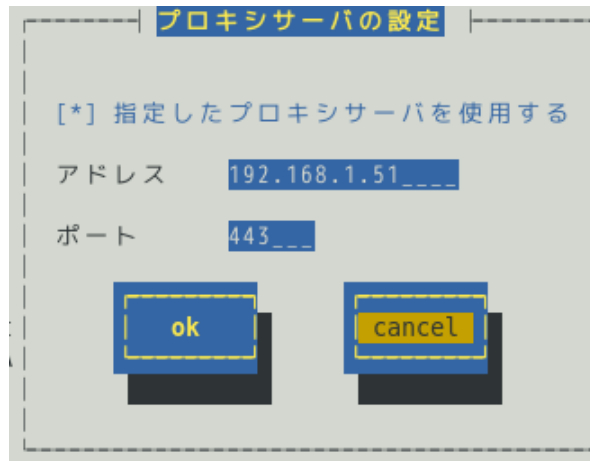 プロキシサーバの設定
[*] 指定したプロキシサーバを使用する
アドレス 192.168.1.51____
ポート 443___
ok cancel